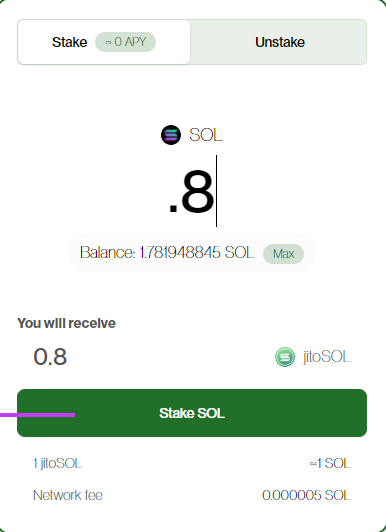 Stake ≈ 0 APY Unstake
SOL
.8
Balance: 1.781948845 SOL Max
You will receive
0.8 jitoSOL
Stake SOL
1 jitoSOL ≈1 SOL
Network fee 0.000005 SOL